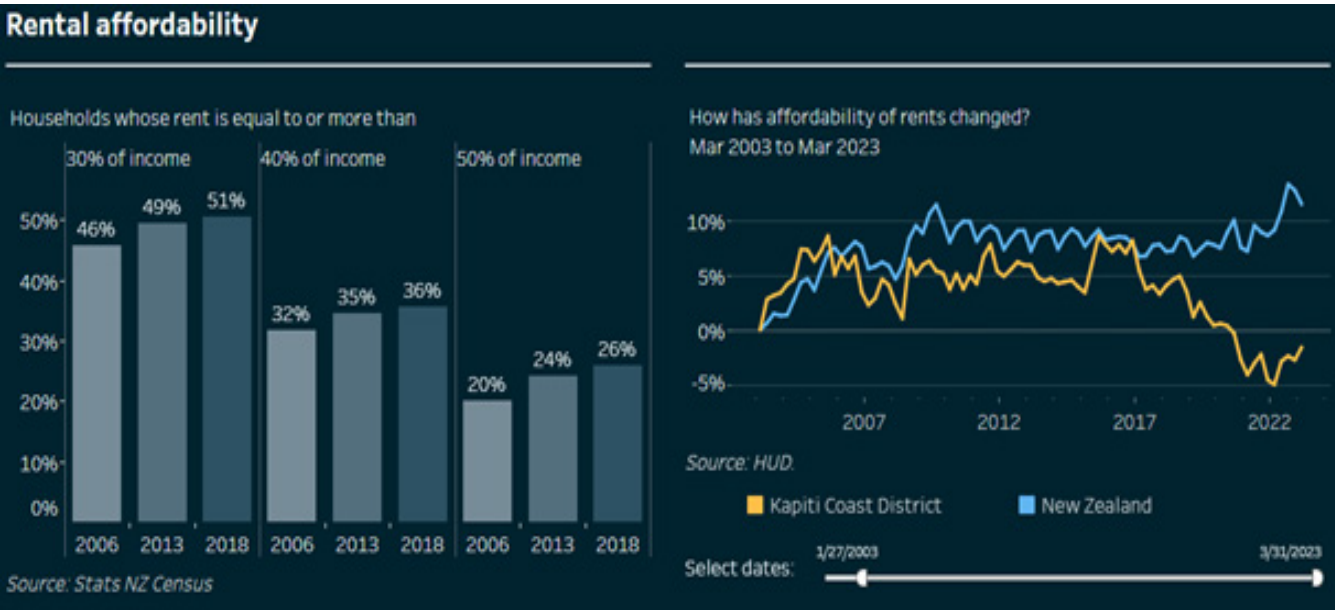 Rental affordability
Households whose rent is equal to or more than
30% of income
40% of income
50% of income
50%
40%
30%
20%
10%
0%
46%
49%
51%
32%
35%
36%
20%
24%
26%
2006 2013 2018 2006 2013 2018 2006 2013 2018
Source: Stats NZ Census
How has affordability of rents changed?
Mar 2003 to Mar 2023
10%
5%
0%
-5%
2007 2012 2017 2022
Source: HUD.
Kapiti Coast District New Zealand
1/27/2003 3/31/2023
Select dates: